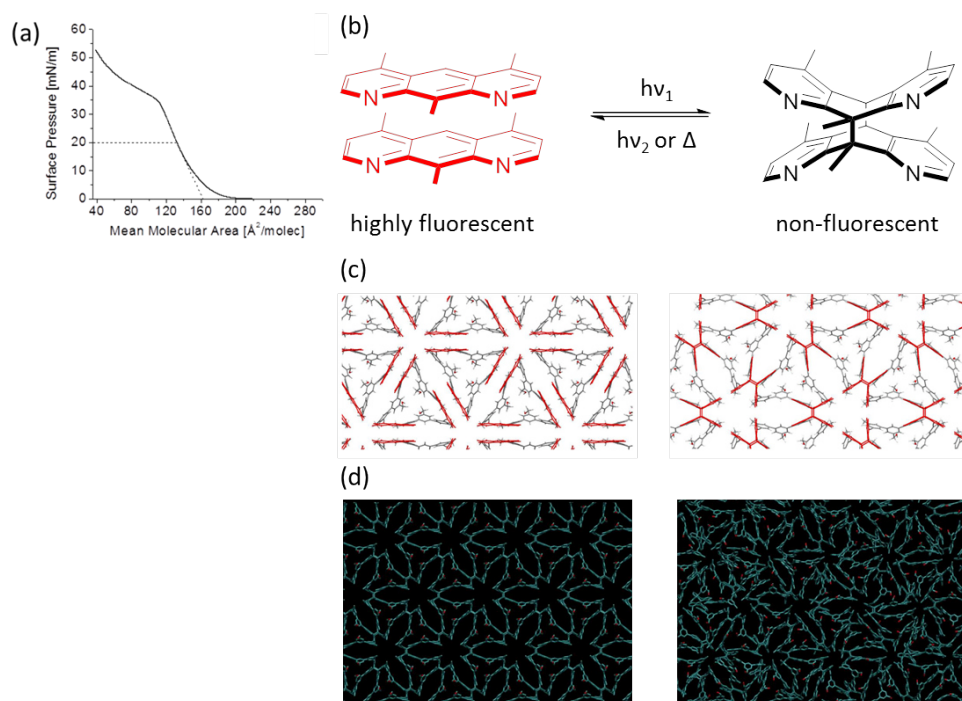 (a)
60
50
40
30
20
10
0
Surface Pressure [mN/m]
40 80 120 160 200 240 280
Mean Molecular Area [Å²/molec]
(b)
N N
N N
highly fluorescent
hν₁
hν₂ or Δ
N N
N N
non-fluorescent
(c)
(d)